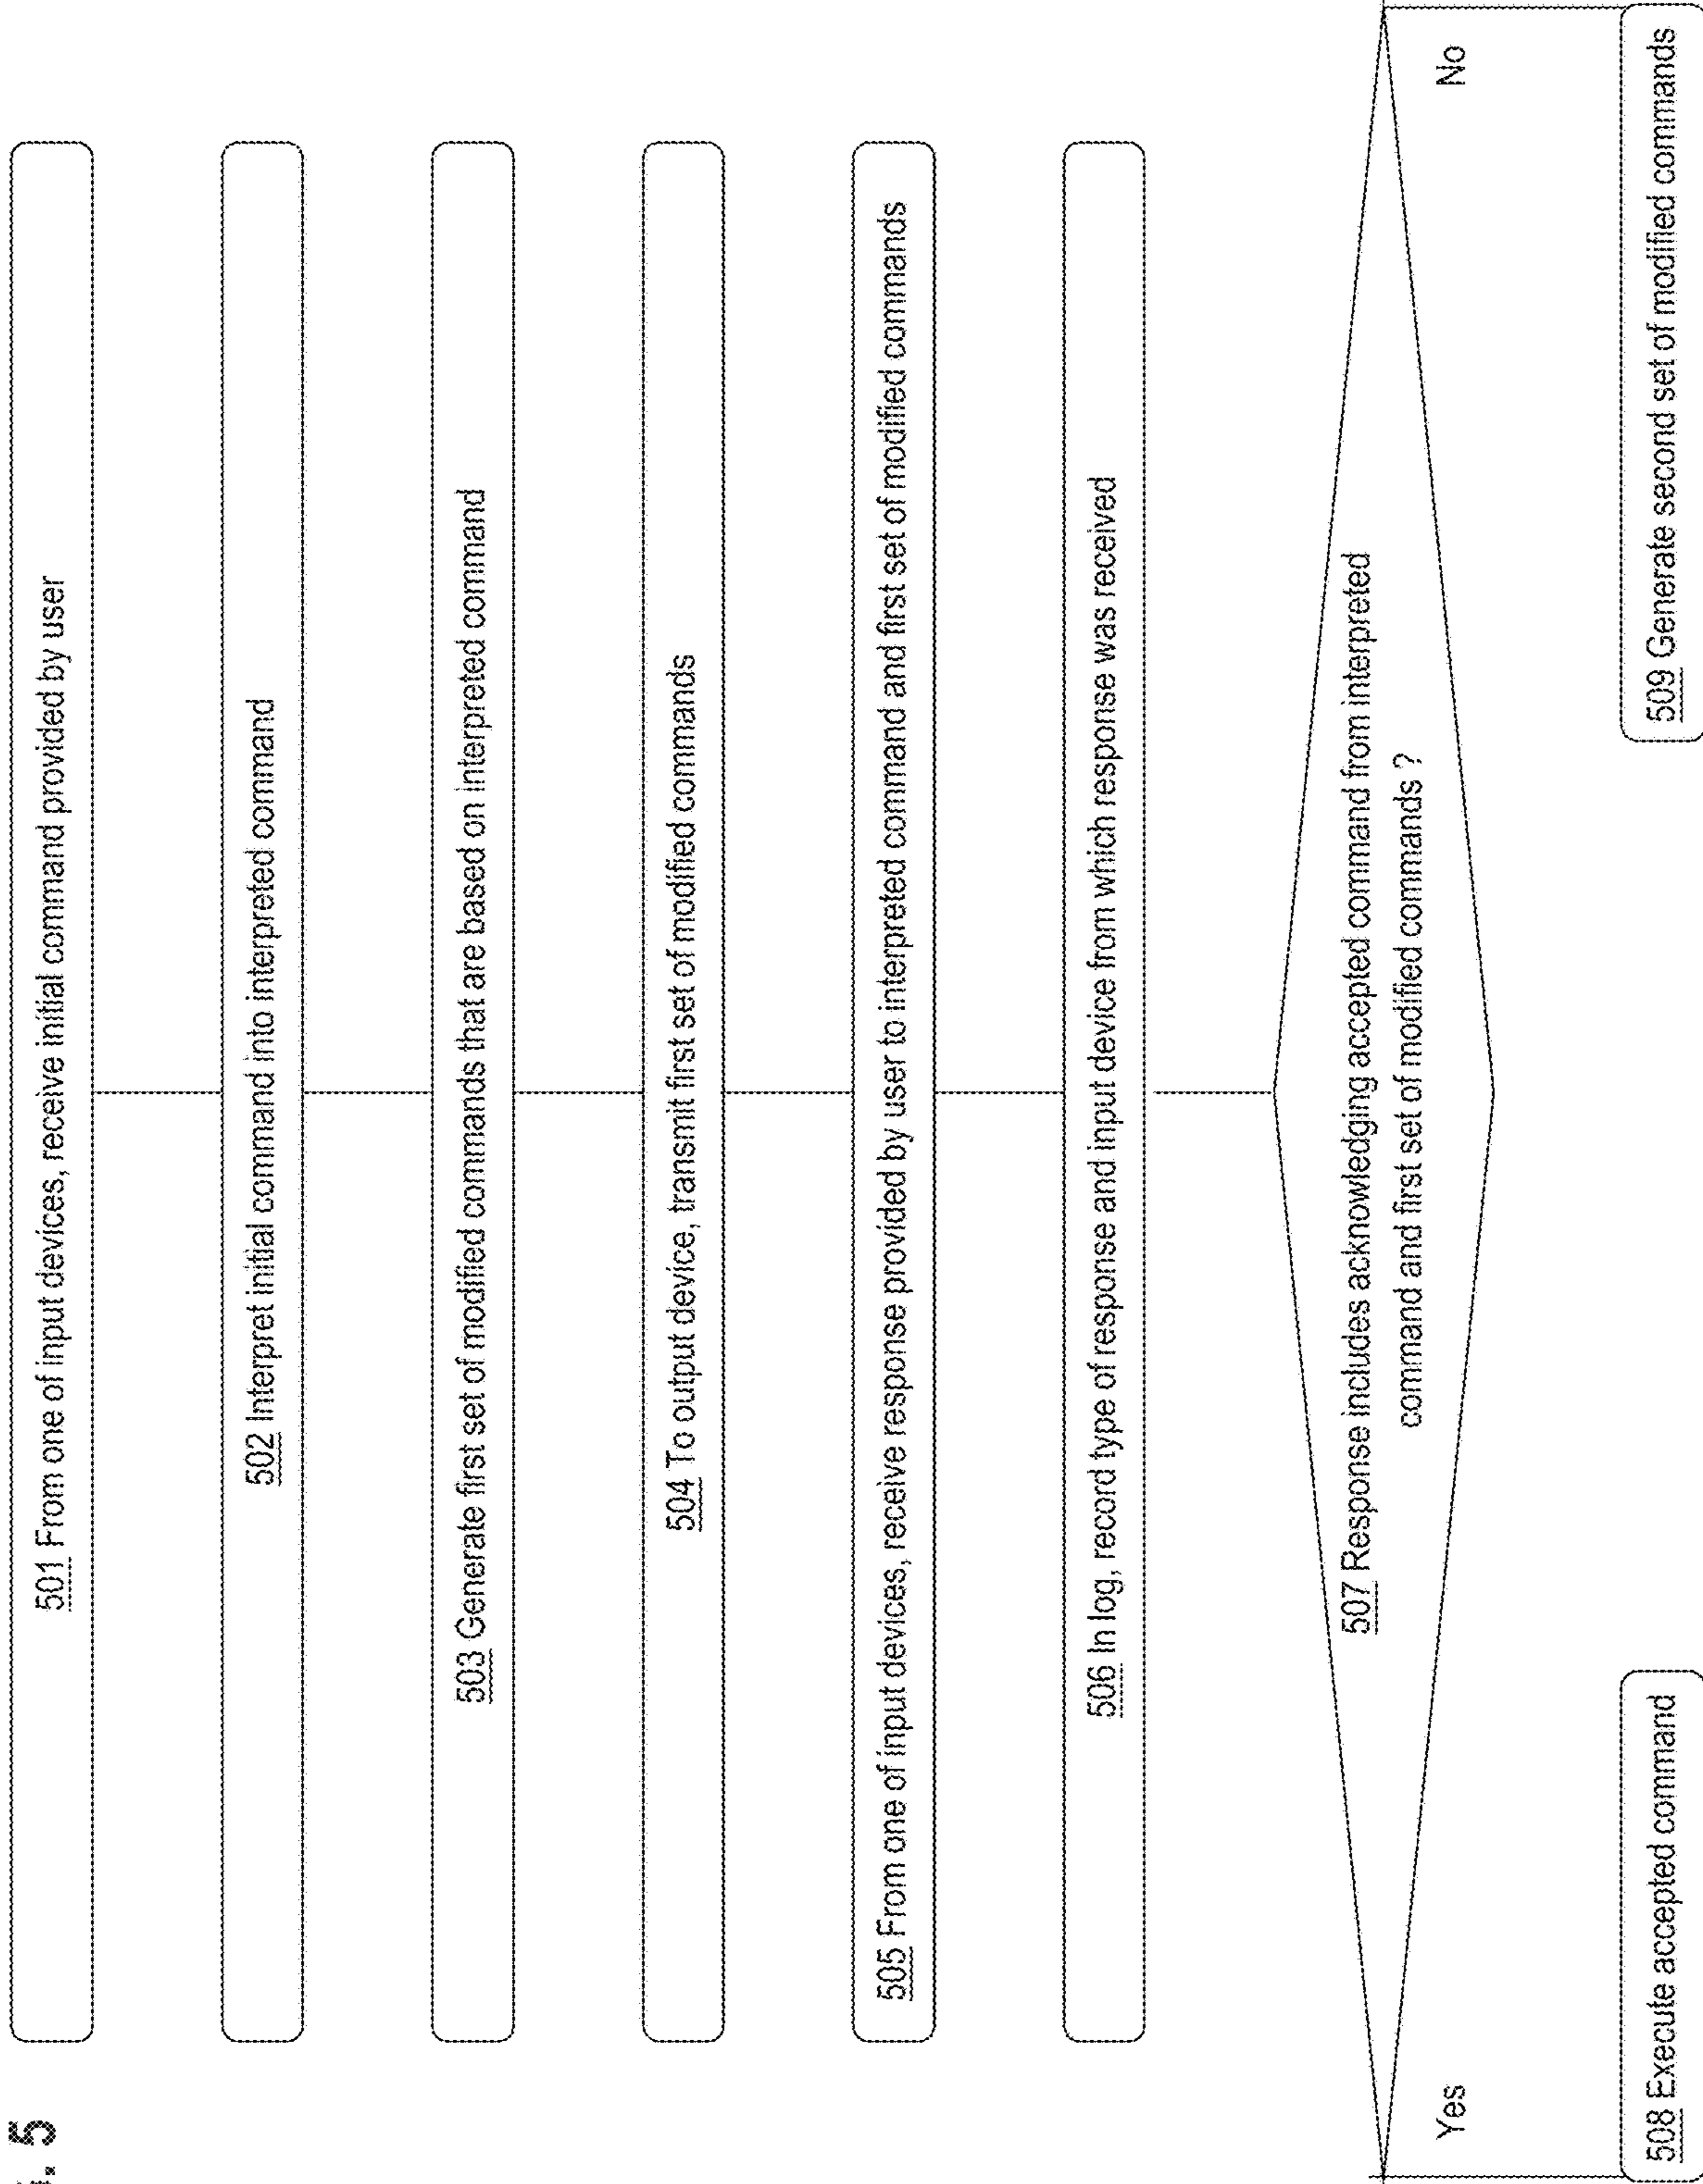 . 5
501 From one of input devices, receive initial command provided by user
502 Interpret initial command into interpreted command
503 Generate first set of modified commands that are based on interpreted command
504 To output device, transmit first set of modified commands
505 From one of input devices, receive response provided by user to interpreted command and first set of modified commands
506 In log, record type of response and input device from which response was received
507 Response includes acknowledging accepted command from interpreted
command and first set of modified commands ?
Yes
No
508 Execute accepted command
509 Generate second set of modified commands